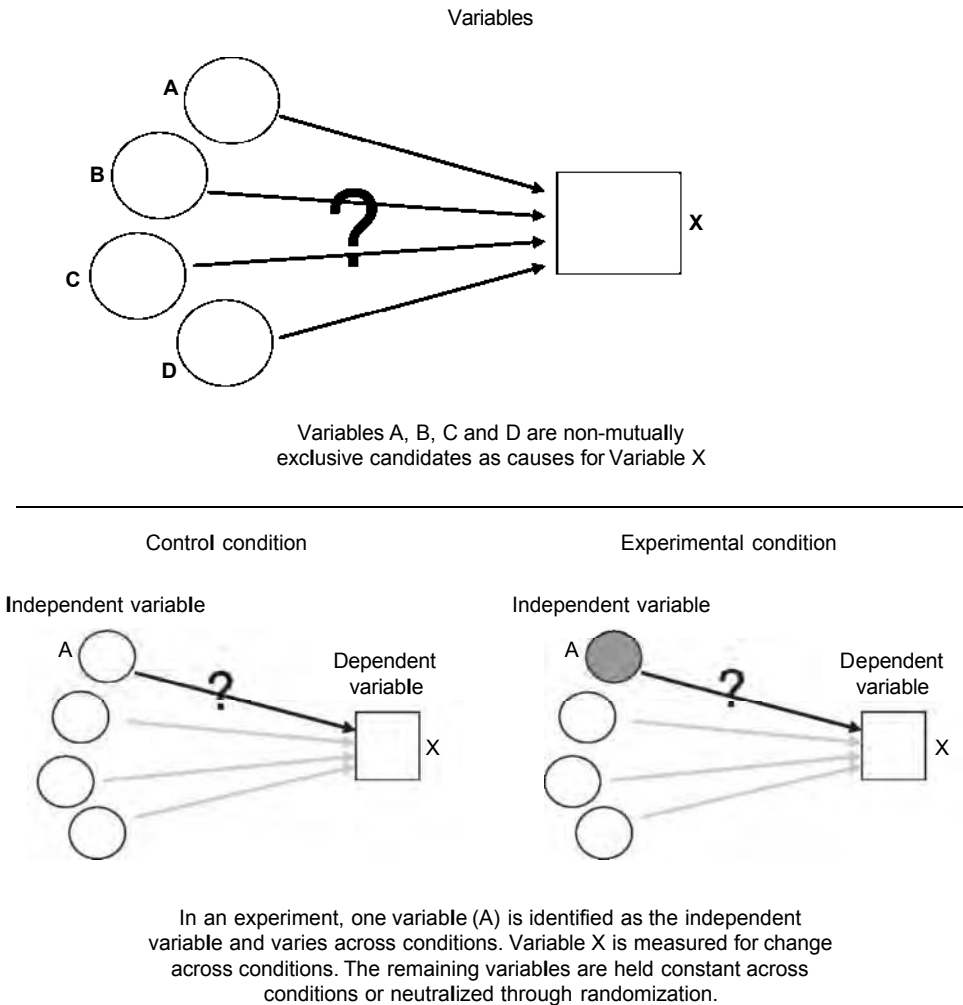 Variables
A
B
?
X
C
D
Variables A, B, C and D are non-mutually
exclusive candidates as causes for Variable X
Control condition
Independent variable
A
?
Dependent
variable
X
Experimental condition
Independent variable
A
?
Dependent
variable
X
In an experiment, one variable (A) is identified as the independent
variable and varies across conditions. Variable X is measured for change
across conditions. The remaining variables are held constant across
conditions or neutralized through randomization.